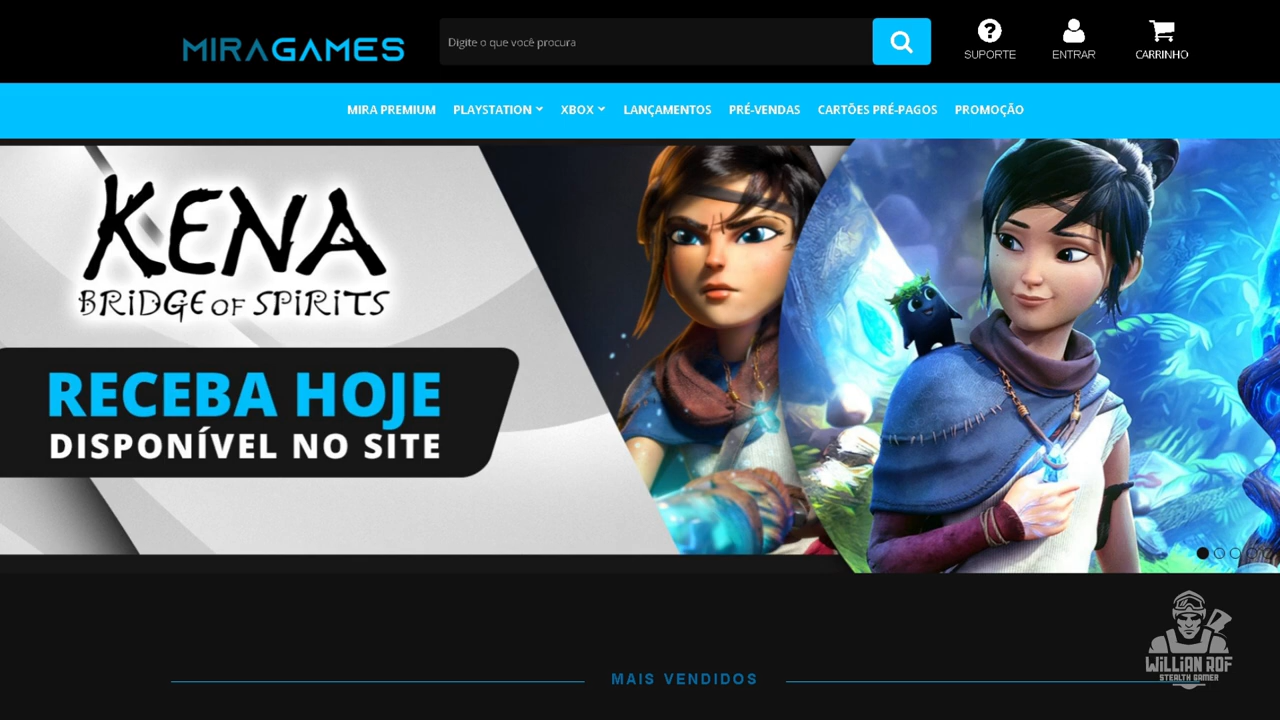 MIRAGAMES
Digite o que você procura
SUPORTE
ENTRAR
CARRINHO
MIRA PREMIUM
PLAYSTATION
XBOX
LANÇAMENTOS
PRÉ-VENDAS
CARTÕES PRÉ-PAGOS
PROMOÇÃO
KENA
BRIDGE OF SPIRITS
RECEBA HOJE
DISPONÍVEL NO SITE
WILLIAN ROF
STEALTH GAMER
MAIS VENDIDOS